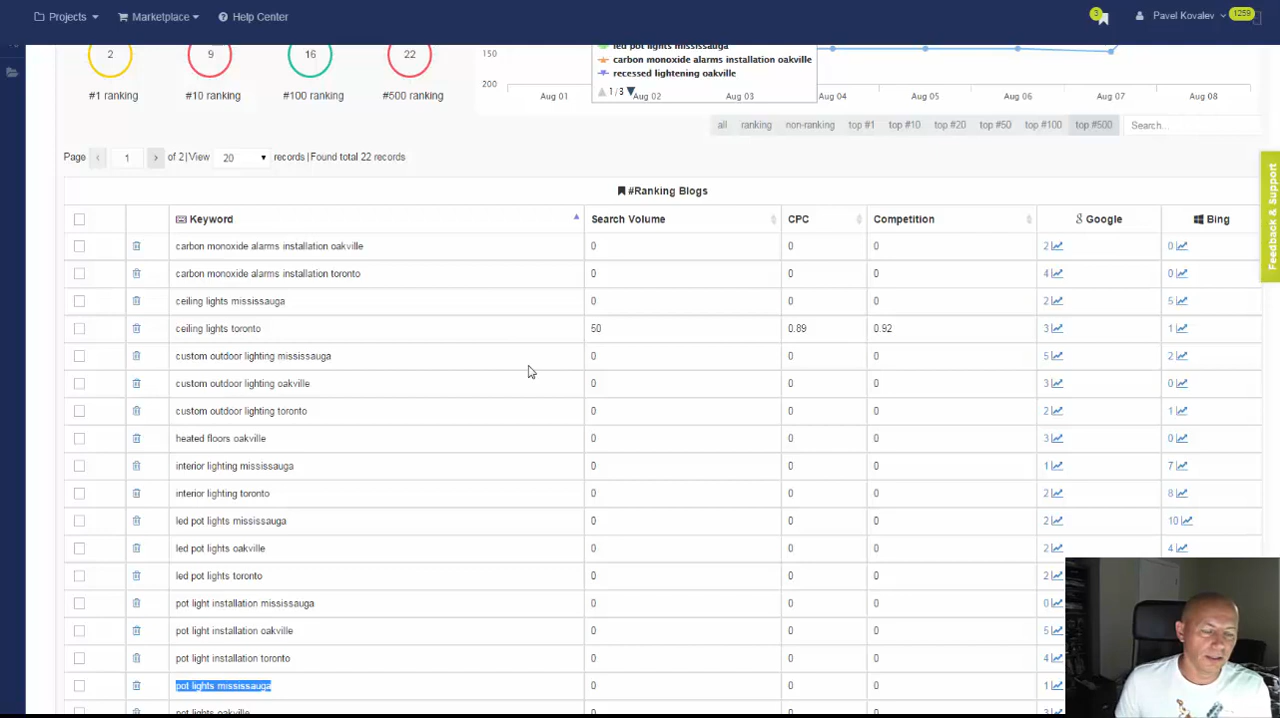 Projects Marketplace Help Center 3 Pavel Kovalev 1259
2 9 16 22
#1 ranking #10 ranking #100 ranking #500 ranking
150
200
led pot lights mississauga
carbon monoxide alarms installation oakville
recessed lightening oakville
1/3
Aug 01 Aug 02 Aug 03 Aug 04 Aug 05 Aug 06 Aug 07 Aug 08
all ranking non-ranking top #1 top #10 top #20 top #50 top #100 top #500 Search...
Page 1 of 2 | View 20 records | Found total 22 records
#Ranking Blogs
Keyword Search Volume CPC Competition Google Bing
carbon monoxide alarms installation oakville 0 0 0 2 0
carbon monoxide alarms installation toronto 0 0 0 4 0
ceiling lights mississauga 0 0 0 2 5
ceiling lights toronto 50 0.89 0.92 3 1
custom outdoor lighting mississauga 0 0 0 5 2
custom outdoor lighting oakville 0 0 0 3 0
custom outdoor lighting toronto 0 0 0 2 1
heated floors oakville 0 0 0 3 0
interior lighting mississauga 0 0 0 1 7
interior lighting toronto 0 0 0 2 8
led pot lights mississauga 0 0 0 2 10
led pot lights oakville 0 0 0 2 4
led pot lights toronto 0 0 0 2
pot light installation mississauga 0 0 0 0
pot light installation oakville 0 0 0 5
pot light installation toronto 0 0 0 4
pot lights mississauga 0 0 0 1
pot lights oakville
Feedback & Support